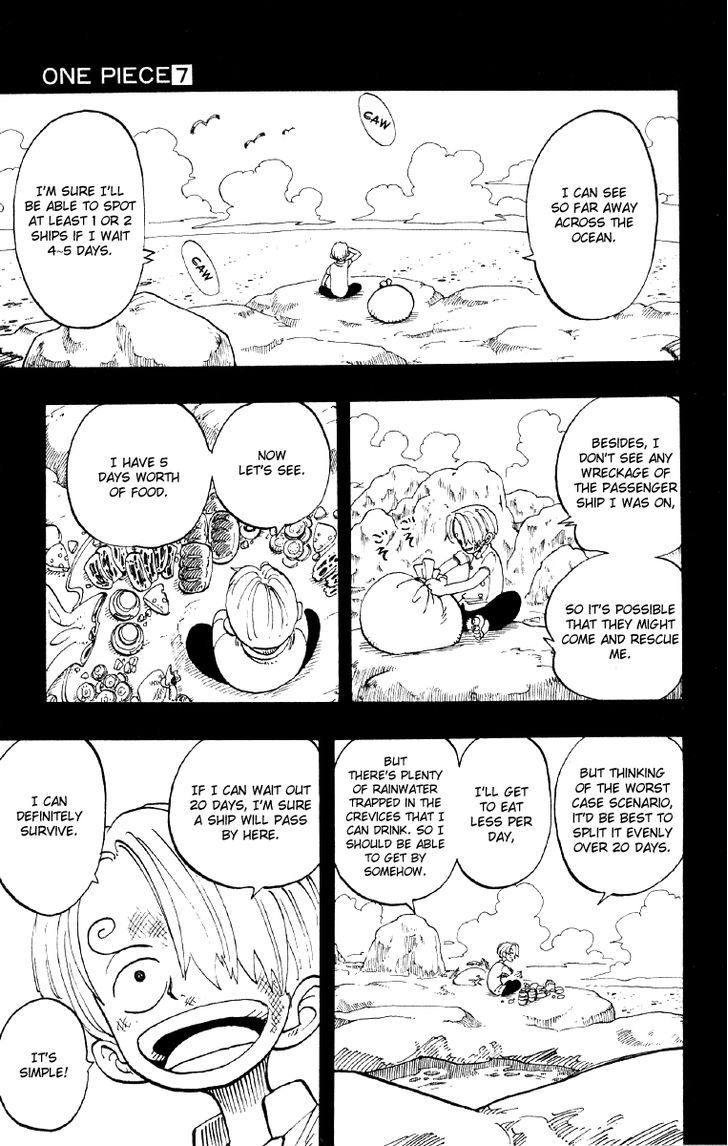 ONE PIECE 7
CAW
I CAN SEE
SO FAR AWAY
ACROSS THE
OCEAN.
I'M SURE I'LL
BE ABLE TO SPOT
AT LEAST 1 OR 2
SHIPS IF I WAIT
4~5 DAYS.
CAW
BESIDES, I
DON'T SEE ANY
WRECKAGE OF
THE PASSENGER
SHIP I WAS ON,
SO IT'S POSSIBLE
THAT THEY MIGHT
COME AND RESCUE
ME.
NOW
LET'S SEE.
I HAVE 5
DAYS WORTH
OF FOOD.
BUT THINKING
OF THE WORST
CASE SCENARIO,
IT'D BE BEST TO
SPLIT IT EVENLY
OVER 20 DAYS.
I'LL GET
TO EAT
LESS PER
DAY,
BUT
THERE'S PLENTY
OF RAINWATER
TRAPPED IN THE
CREVICES THAT I
CAN DRINK. SO I
SHOULD BE ABLE
TO GET BY
SOMEHOW.
IF I CAN WAIT OUT
20 DAYS, I'M SURE
A SHIP WILL PASS
BY HERE.
I CAN
DEFINITELY
SURVIVE.
IT'S
SIMPLE!